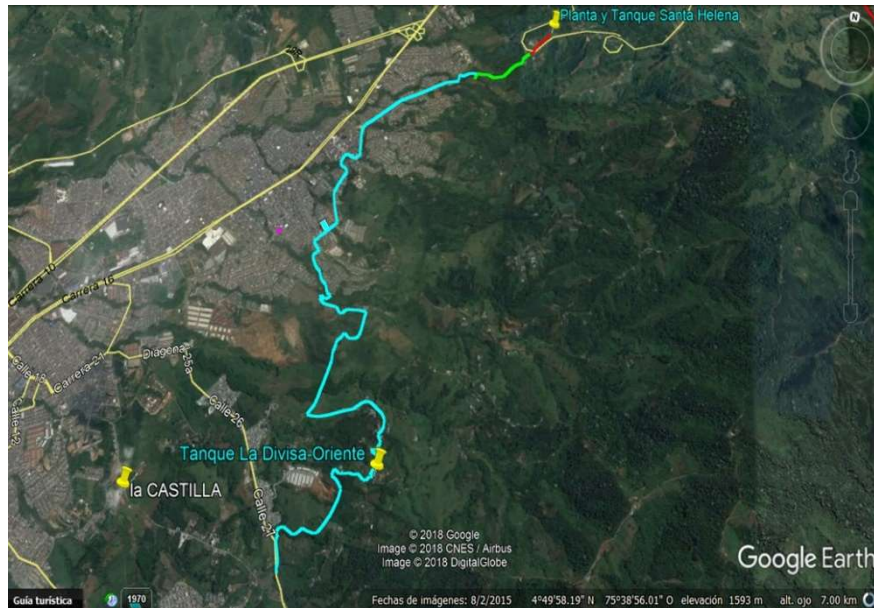 Planta y Tanque Santa Helena
N
Carrera 10
Carrera 16
Diagonal 25a
Carrera 24
Calle 26
Tanque La Divisa-Oriente
la CASTILLA
Calle 27
© 2018 Google
Image © 2018 CNES / Airbus
Image © 2018 DigitalGlobe
Google Earth
Guía turística
1970
Fechas de imágenes: 8/2/2015 4°49'58.19" N 75°38'56.01" O elevación 1593 m alt. ojo 7.00 km